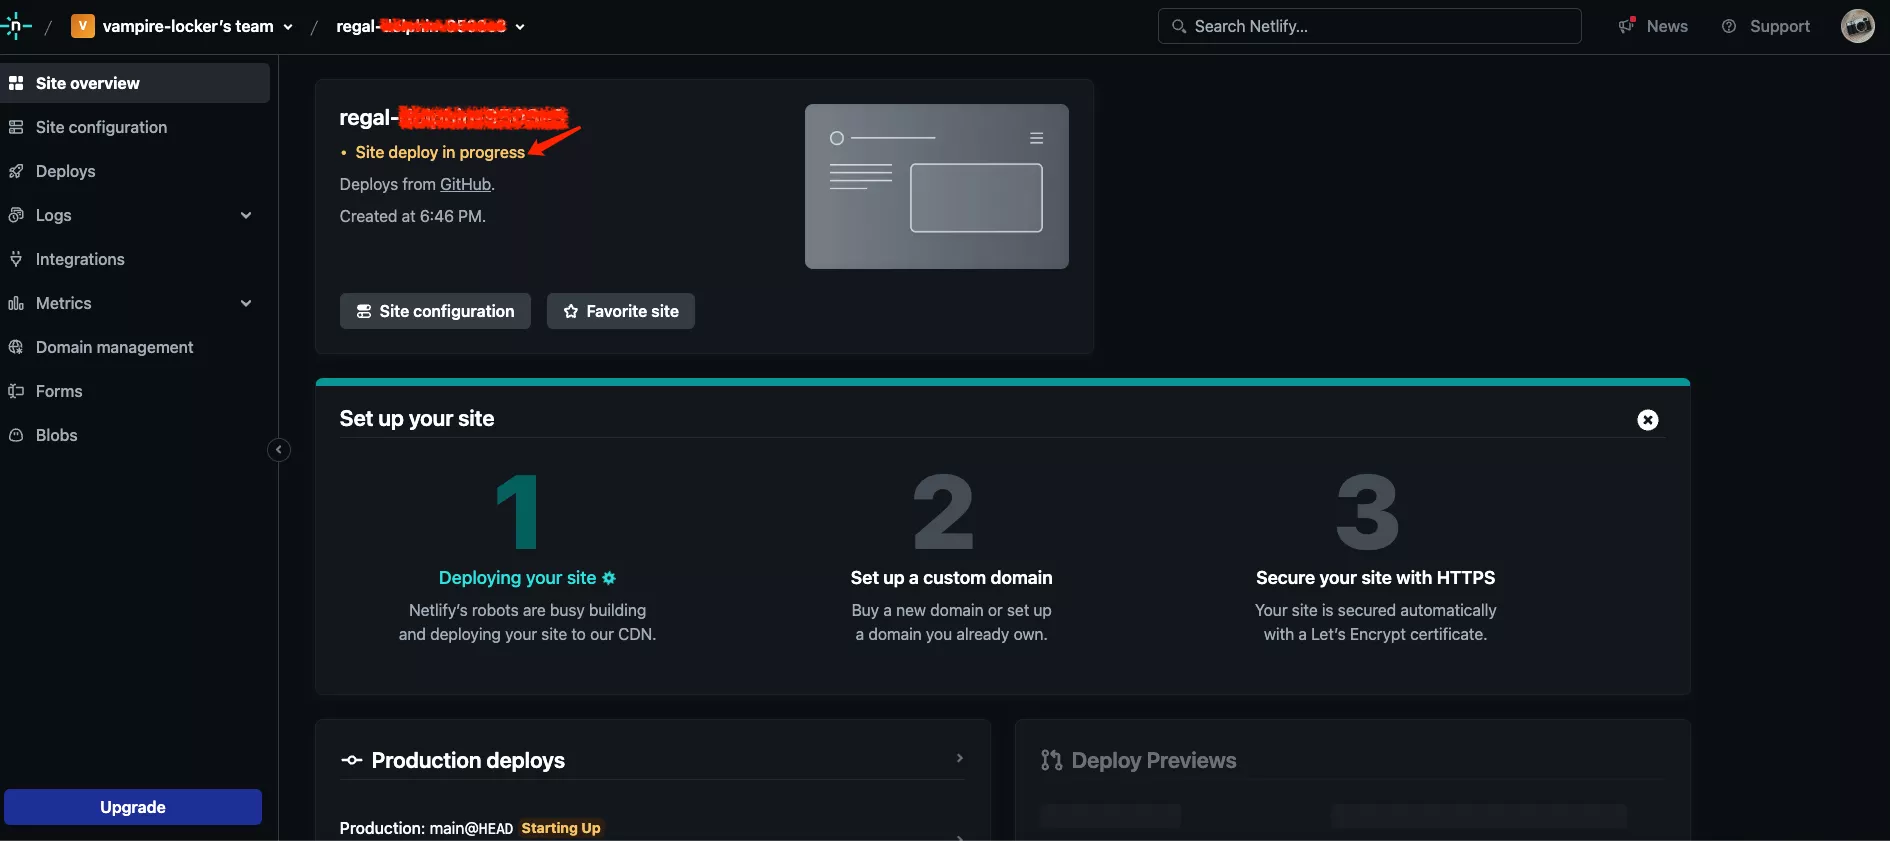 V vampire-locker's team / regal-
Search Netlify...
News
Support
Site overview
Site configuration
Deploys
Logs
Integrations
Metrics
Domain management
Forms
Blobs
Upgrade
regal-
• Site deploy in progress
Deploys from GitHub.
Created at 6:46 PM.
Site configuration
Favorite site
Set up your site
1
Deploying your site
Netlify's robots are busy building
and deploying your site to our CDN.
2
Set up a custom domain
Buy a new domain or set up
a domain you already own.
3
Secure your site with HTTPS
Your site is secured automatically
with a Let's Encrypt certificate.
Production deploys
Production: main@HEAD Starting Up
Deploy Previews